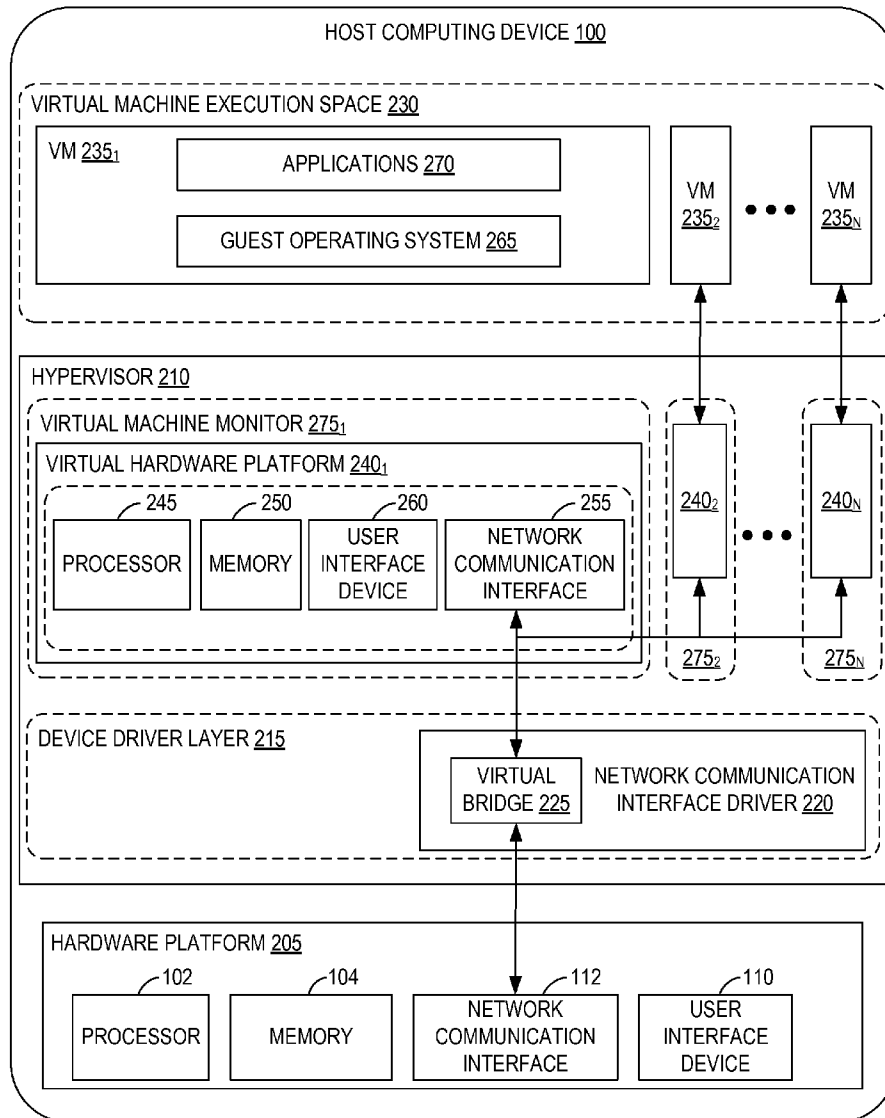 HOST COMPUTING DEVICE 100
VIRTUAL MACHINE EXECUTION SPACE 230
VM 235₁
APPLICATIONS 270
GUEST OPERATING SYSTEM 265
VM
235₂
VM
235N
HYPERVISOR 210
VIRTUAL MACHINE MONITOR 275₁
VIRTUAL HARDWARE PLATFORM 240₁
245
250
260
255
PROCESSOR
MEMORY
USER
INTERFACE
DEVICE
NETWORK
COMMUNICATION
INTERFACE
240₂
240N
275₂
275N
DEVICE DRIVER LAYER 215
VIRTUAL
BRIDGE 225
NETWORK COMMUNICATION
INTERFACE DRIVER 220
HARDWARE PLATFORM 205
102
104
112
110
PROCESSOR
MEMORY
NETWORK
COMMUNICATION
INTERFACE
USER
INTERFACE
DEVICE